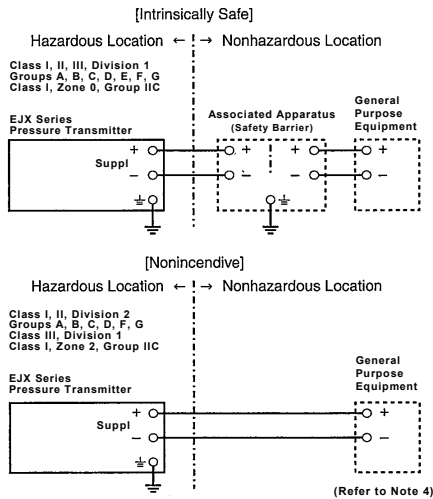 [Intrinsically Safe]
Hazardous Location ← → Nonhazardous Location
Class I, II, III, Division 1
Groups A, B, C, D, E, F, G
Class I, Zone 0, Group IIC
EJX Series
Pressure Transmitter
Associated Apparatus
(Safety Barrier)
General
Purpose
Equipment
+ + + +
Suppl
− − − −
[Nonincendive]
Hazardous Location ← → Nonhazardous Location
Class I, II, Division 2
Groups A, B, C, D, F, G
Class III, Division 1
Class I, Zone 2, Group IIC
EJX Series
Pressure Transmitter
General
Purpose
Equipment
+ +
Suppl
− −
(Refer to Note 4)